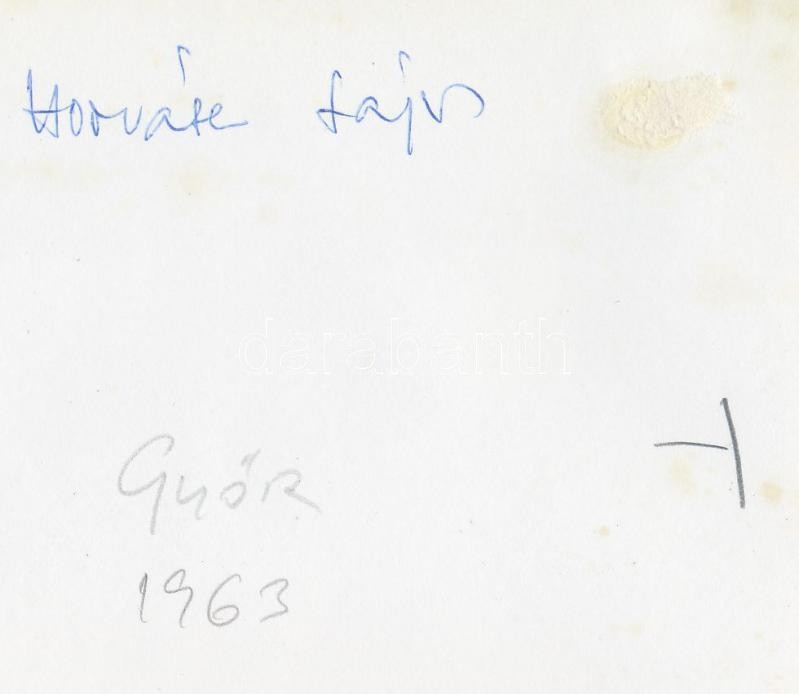 Horváth Lajos
darabanth
Győr
1963